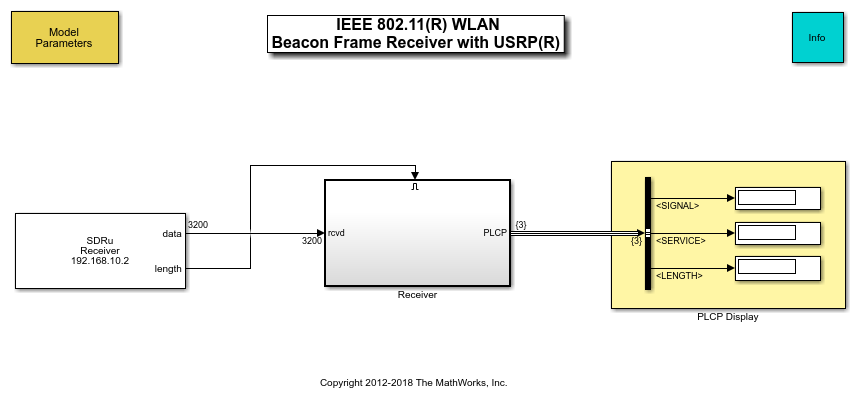 Model
Parameters
IEEE 802.11(R) WLAN
Beacon Frame Receiver with USRP(R)
Info
SDRu
Receiver
192.168.10.2
data
length
3200
3200
rcvd
PLCP
Receiver
{3}
{3}
<SIGNAL>
<SERVICE>
<LENGTH>
PLCP Display
Copyright 2012-2018 The MathWorks, Inc.